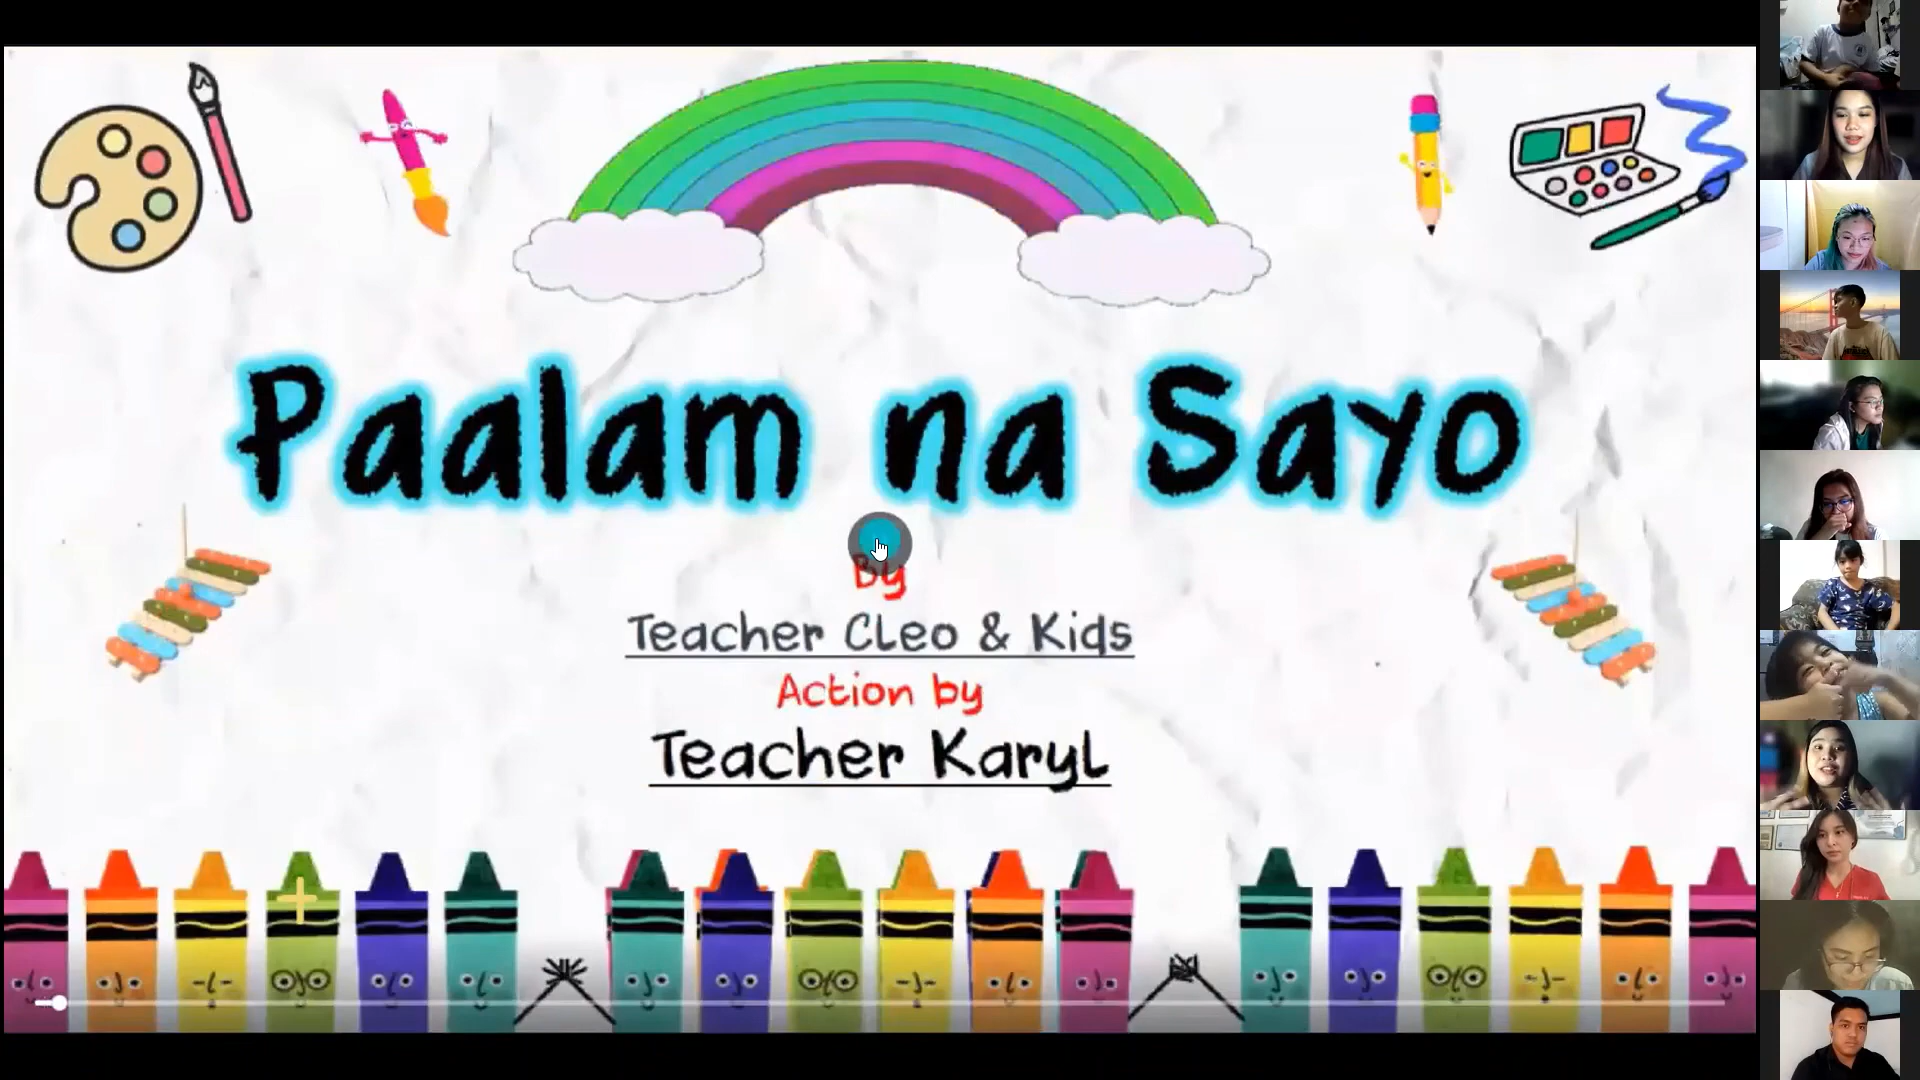 Paalam na Sayo
By
Teacher Cleo & Kids
Action by
Teacher Karyl